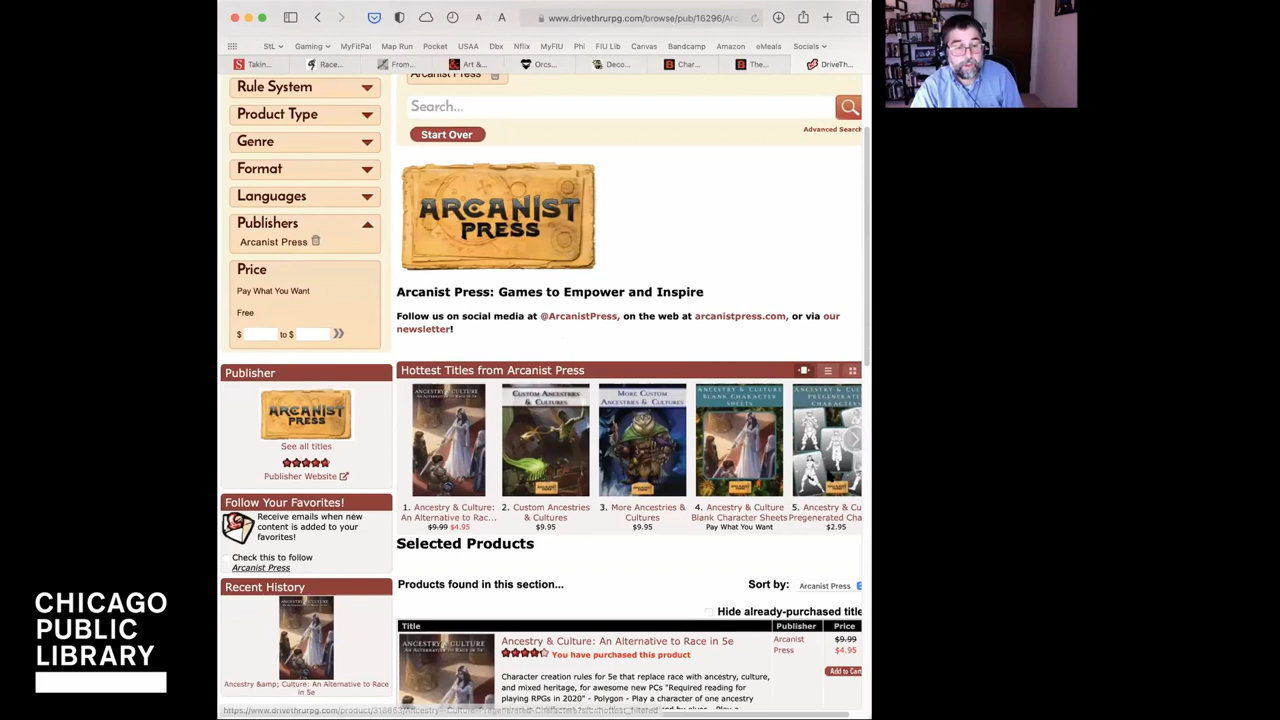 www.drivethrurpg.com/browse/pub/16296/Arc
StL Gaming MyFitPal Map Run Pocket USAA Dbx Nflix MyFIU Phi FIU Lib Canvas Bandcamp Amazon eMeals Socials
Takin... Race... From... Art &... Orcs... Deco... Char... The... DriveTh...
Rule System
Product Type
Genre
Format
Languages
Publishers
Arcanist Press
Price
Pay What You Want
Free
$ to $
Publisher
ARCANIST
PRESS
See all titles
Publisher Website
Follow Your Favorites!
Receive emails when new
content is added to your
favorites!
Check this to follow
Arcanist Press
Recent History
Ancestry &amp; Culture: An Alternative to Race
in 5e
Arcanist Press
Search...
Advanced Search
Start Over
ARCANIST
PRESS
Arcanist Press: Games to Empower and Inspire
Follow us on social media at @ArcanistPress, on the web at arcanistpress.com, or via our
newsletter!
Hottest Titles from Arcanist Press
1. Ancestry & Culture:
An Alternative to Rac...
$9.99 $4.95
2. Custom Ancestries
& Cultures
$9.95
3. More Ancestries &
Cultures
$9.95
4. Ancestry & Culture
Blank Character Sheets
Pay What You Want
5. Ancestry & Cu
Pregenerated Cha
$2.95
Selected Products
Products found in this section...
Sort by: Arcanist Press
Hide already-purchased title
Title Publisher Price
Ancestry & Culture: An Alternative to Race in 5e
You have purchased this product
Character creation rules for 5e that replace race with ancestry, culture,
and mixed heritage, for awesome new PCs "Required reading for
playing RPGs in 2020" - Polygon - Play a character of one ancestry
Arcanist
Press
$9.99
$4.95
Add to Cart
CHICAGO
PUBLIC
LIBRARY